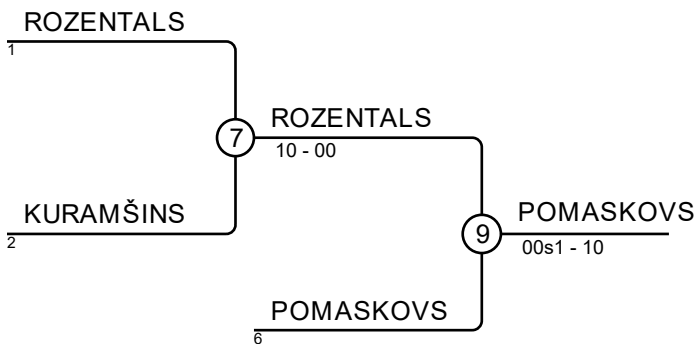 ROZENTALS
1
7
ROZENTALS
10 - 00
KURAMŠINS
2
9
POMASKOVS
00s1 - 10
POMASKOVS
6